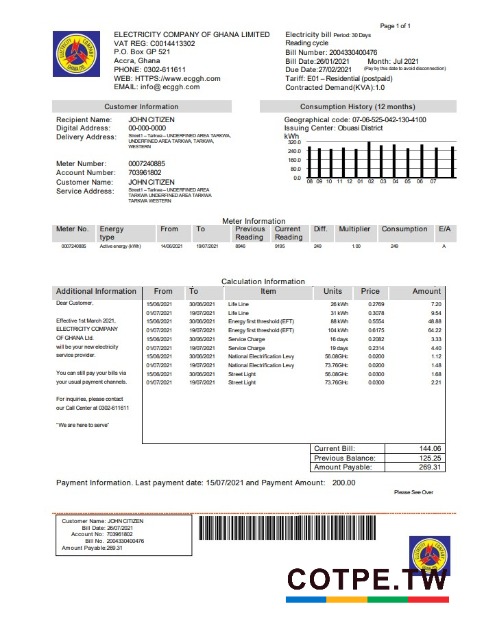 Page 1 of 1
ELECTRICITY COMPANY OF GHANA LIMITED
VAT REG: C0014413302
P.O. Box GP 521
Accra, Ghana
PHONE: 0302-611611
WEB: HTTPS://www.ecggh.com
EMAIL: info@ ecggh.com
Electricity bill Period: 30 Days
Reading cycle
Bill Number: 2004330400476
Bill Date:26/01/2021 Month: Jul 2021
Due Date:27/02/2021 (Pay by this date to avoid disconnection)
Tariff: E01 – Residential (postpaid)
Contracted Demand(KVA):1.0
Customer Information
Recipient Name: JOHN CITIZEN
Digital Address: 00-000-0000
Delivery Address: Street1 – Tarkwa – UNDERFINED AREA TARKWA,
UNDERFINED AREA TARKWA, TARKWA,
WESTERN
Meter Number: 0007240885
Account Number: 703961802
Customer Name: JOHN CITIZEN
Service Address: Street1 – Tarkwa – UNDERFINED AREA
TARKWA UNDERFINED AREA TARKWA
TARKWA WESTERN
Consumption History (12 months)
Geographical code: 07-06-525-042-130-4100
Issuing Center: Obuasi District
kWh
320.0
240.0
160.0
80.0
0.0
08 09 10 11 12 01 02 03 04 05 06 07
Meter Information
Meter No. Energy type From To Previous Reading Current Reading Diff. Multiplier Consumption E/A
0007240885 Active energy (kWh) 14/06/2021 19/07/2021 8946 9195 249 1.00 249 A
Calculation Information
Additional Information From To Item Units Price Amount
Dear Customer,
Effective 1st March 2021,
ELECTRICITY COMPANY
OF GHANA Ltd.
will be your new electricity
service provider.
You can still pay your bills via
your usual payment channels.
For inquiries, please contact
our Call Center at 0302-611611
"We are here to serve"
15/06/2021 30/06/2021 Life Line 26 kWh 0.2769 7.20
01/07/2021 19/07/2021 Life Line 31 kWh 0.3078 9.54
15/06/2021 30/06/2021 Energy first threshold (EFT) 88 kWh 0.5554 48.88
01/07/2021 19/07/2021 Energy first threshold (EFT) 104 kWh 0.6175 64.22
15/06/2021 30/06/2021 Service Charge 16 days 0.2082 3.33
01/07/2021 19/07/2021 Service Charge 19 days 0.2314 4.40
15/06/2021 30/06/2021 National Electrification Levy 56.08GHc 0.0200 1.12
01/07/2021 19/07/2021 National Electrification Levy 73.76GHc 0.0200 1.48
15/06/2021 30/06/2021 Street Light 56.08GHc 0.0300 1.68
01/07/2021 19/07/2021 Street Light 73.76GHc 0.0300 2.21
Current Bill: 144.06
Previous Balance: 125.25
Amount Payable: 269.31
Payment Information. Last payment date: 15/07/2021 and Payment Amount: 200.00
Please See Over
Customer Name: JOHN CITIZEN
Bill Date: 26/07/2021
Account No: 703961802
Bill No. 2004330400476
Amount Payable:269.31
COTPE.TW